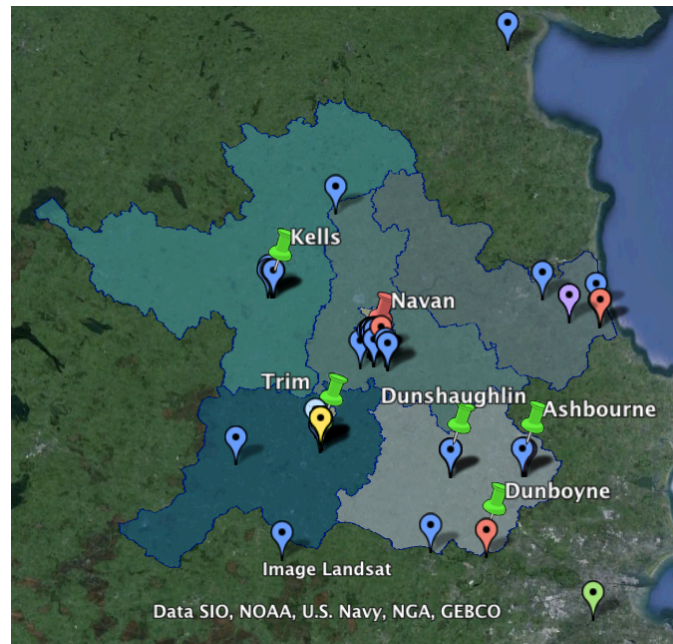 Kells
Navan
Trim
Dunshaughlin
Ashbourne
Dunboyne
Image Landsat
Data SIO, NOAA, U.S. Navy, NGA, GEBCO